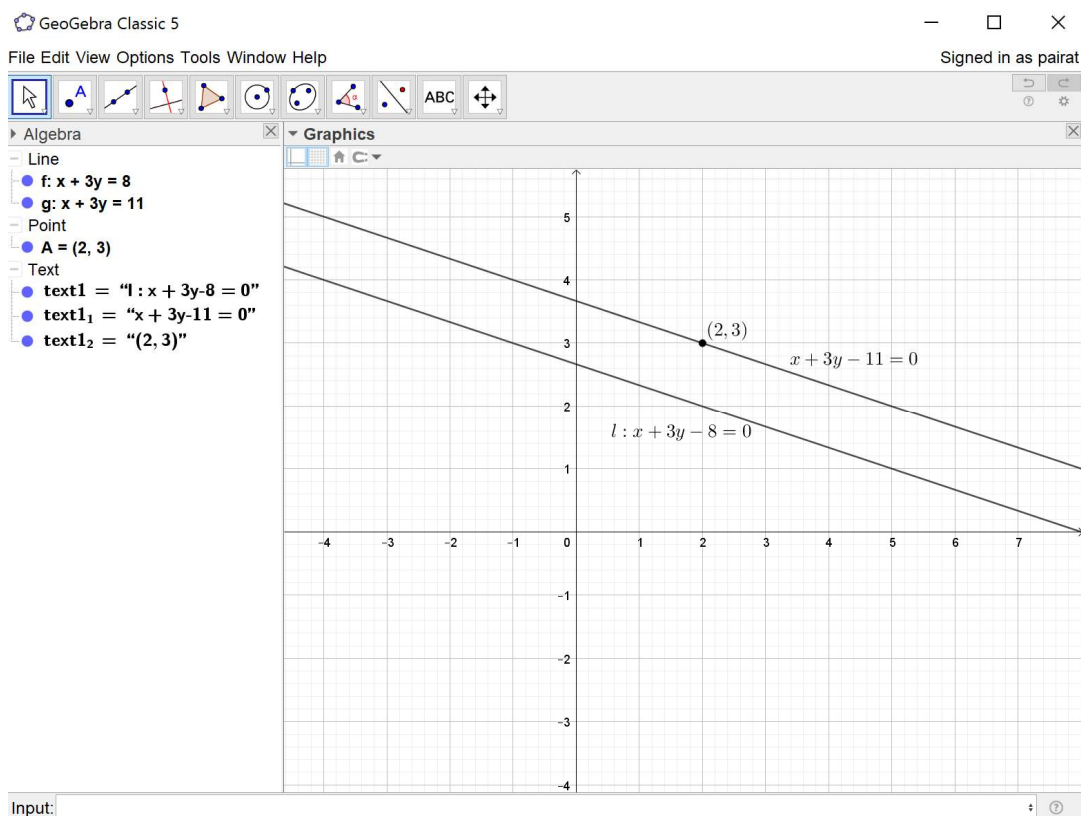 GeoGebra Classic 5
File Edit View Options Tools Window Help
Signed in as pairat
A
α
ABC
Algebra
Graphics
Line
f: x + 3y = 8
g: x + 3y = 11
Point
A = (2, 3)
Text
text1 = “l : x + 3y-8 = 0”
text1₁ = “x + 3y-11 = 0”
text1₂ = “(2, 3)”
5
4
(2, 3)
3
x + 3y − 11 = 0
2
l : x + 3y − 8 = 0
1
-4 -3 -2 -1 0 1 2 3 4 5 6 7
-1
-2
-3
-4
Input: